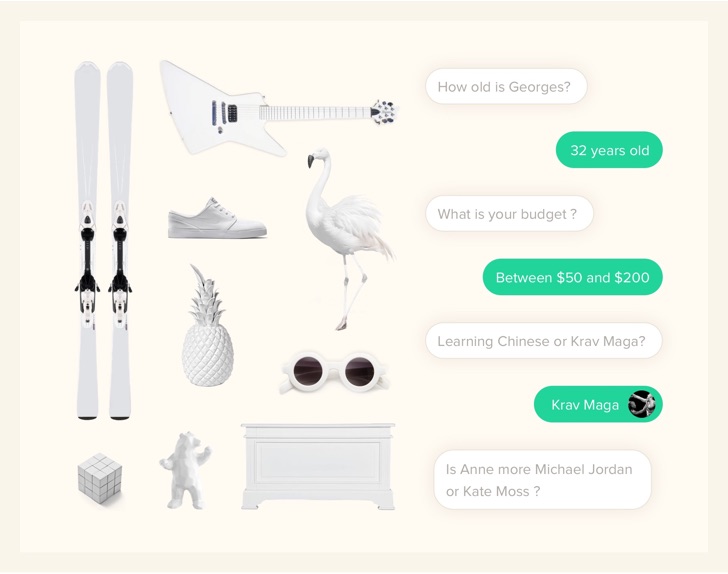 How old is Georges?
32 years old
What is your budget ?
Between $50 and $200
Learning Chinese or Krav Maga?
Krav Maga
Is Anne more Michael Jordan
or Kate Moss ?